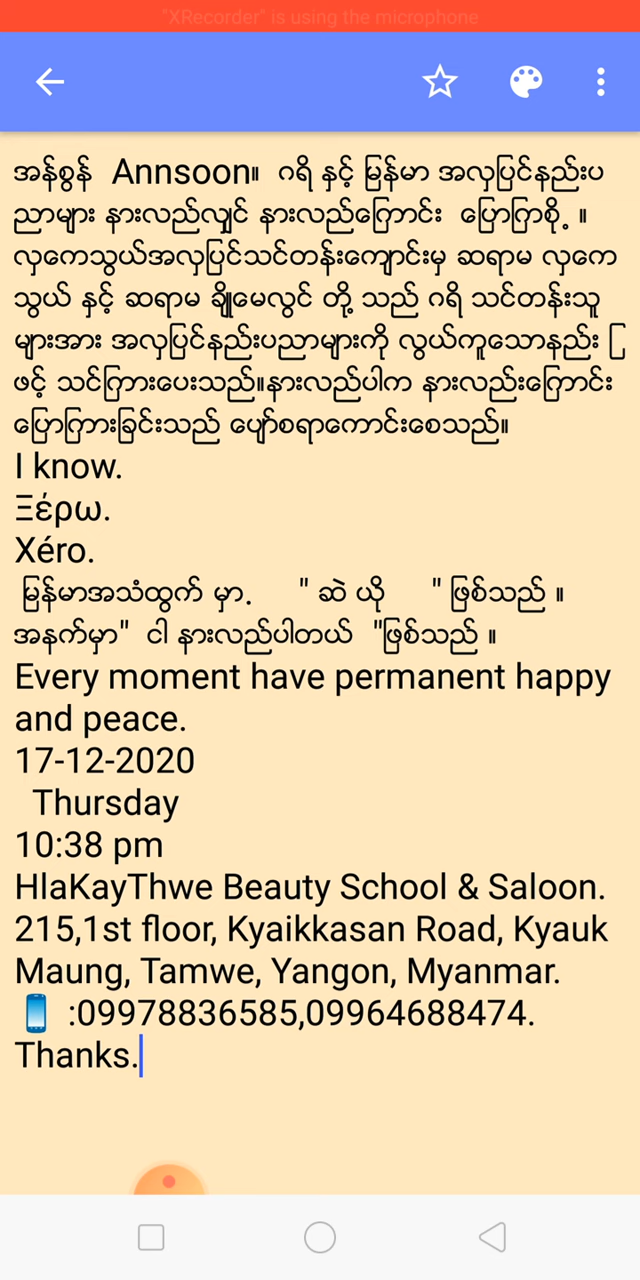 "XRecorder" is using the microphone
အန်စွန် Annsoon။ ဂရိ နှင့် မြန်မာ အလှပြင်နည်းပ
ညာများ နားလည်လျှင် နားလည်ကြောင်း ပြောကြာစို့ ။
လှကေသွယ်အလှပြင်သင်တန်းကျောင်းမှ ဆရာမ လှကေ
သွယ် နှင့် ဆရာမ ချိုမေလွင် တို့ သည် ဂရိ သင်တန်းသူ
များအား အလှပြင်နည်းပညာများကို လွယ်ကူသောနည်း ြ
ဖင့် သင်ကြားပေးသည်။နားလည်ပါက နားလည်းကြောင်း
ပြောကြားခြင်းသည် ပျော်စရာကောင်းစေသည်။
I know.
Ξέρω.
Xéro.
မြန်မာအသံထွက် မှာ. " ဆဲ ယို " ဖြစ်သည် ။
အနက်မှာ" ငါ နားလည်ပါတယ် "ဖြစ်သည် ။
Every moment have permanent happy
and peace.
17-12-2020
Thursday
10:38 pm
HlaKayThwe Beauty School & Saloon.
215,1st floor, Kyaikkasan Road, Kyauk
Maung, Tamwe, Yangon, Myanmar.
📱 :09978836585,09964688474.
Thanks.